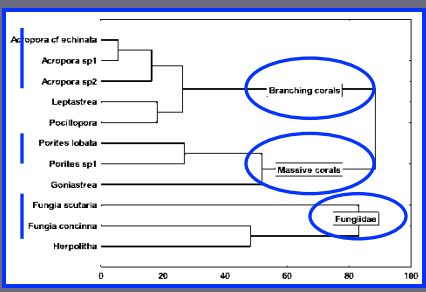 Acropora cf echinata
Acropora sp1
Acropora sp2
Leptastrea
Pocillopora
Branching corals
Porites lobata
Porites sp1
Goniastrea
Massive corals
Fungia scutaria
Fungia concinna
Herpolitha
Fungiidae
0 20 40 60 80 100